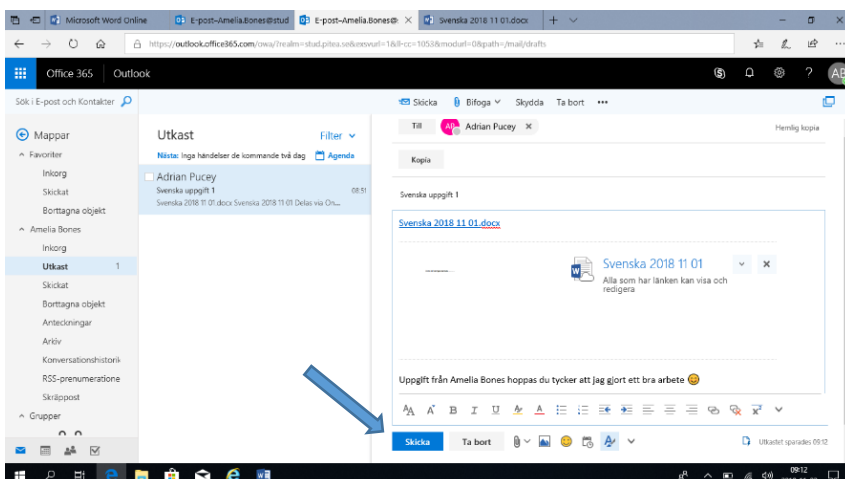 Microsoft Word Online
E-post–Amelia.Bones@stud
E-post–Amelia.Bones@
Svenska 2018 11 01.docx
https://outlook.office365.com/owa/?realm=stud.pitea.se&exsvurl=1&ll-cc=1053&modurl=0&path=/mail/drafts
Office 365 Outlook
AB
Sök i E-post och Kontakter
Skicka Bifoga Skydda Ta bort
Mappar
Favoriter
Inkorg
Skickat
Borttagna objekt
Amelia Bones
Inkorg
Utkast 1
Skickat
Borttagna objekt
Anteckningar
Arkiv
Konversationshistorik
RSS-prenumeratione
Skräppost
Grupper
Utkast Filter
Nästa: Inga händelser de kommande två dag Agenda
Adrian Pucey
Svenska uppgift 1 08:51
Svenska 2018 11 01.docx Svenska 2018 11 01 Delas via On...
Till AP Adrian Pucey Hemlig kopia
Kopia
Svenska uppgift 1
Svenska 2018 11 01.docx
Svenska 2018 11 01
Alla som har länken kan visa och
redigera
Uppgift från Amelia Bones hoppas du tycker att jag gjort ett bra arbete
Skicka Ta bort
Utkastet sparades 09:12
09:12